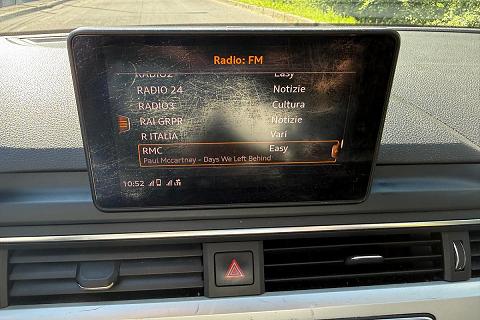 Radio: FM
RADIO2 Easy
RADIO 24 Notizie
RADIO3 Cultura
RAI GRPR Notizie
R ITALIA Vari
RMC Easy
Paul Mccartney - Days We Left Behind
10:52